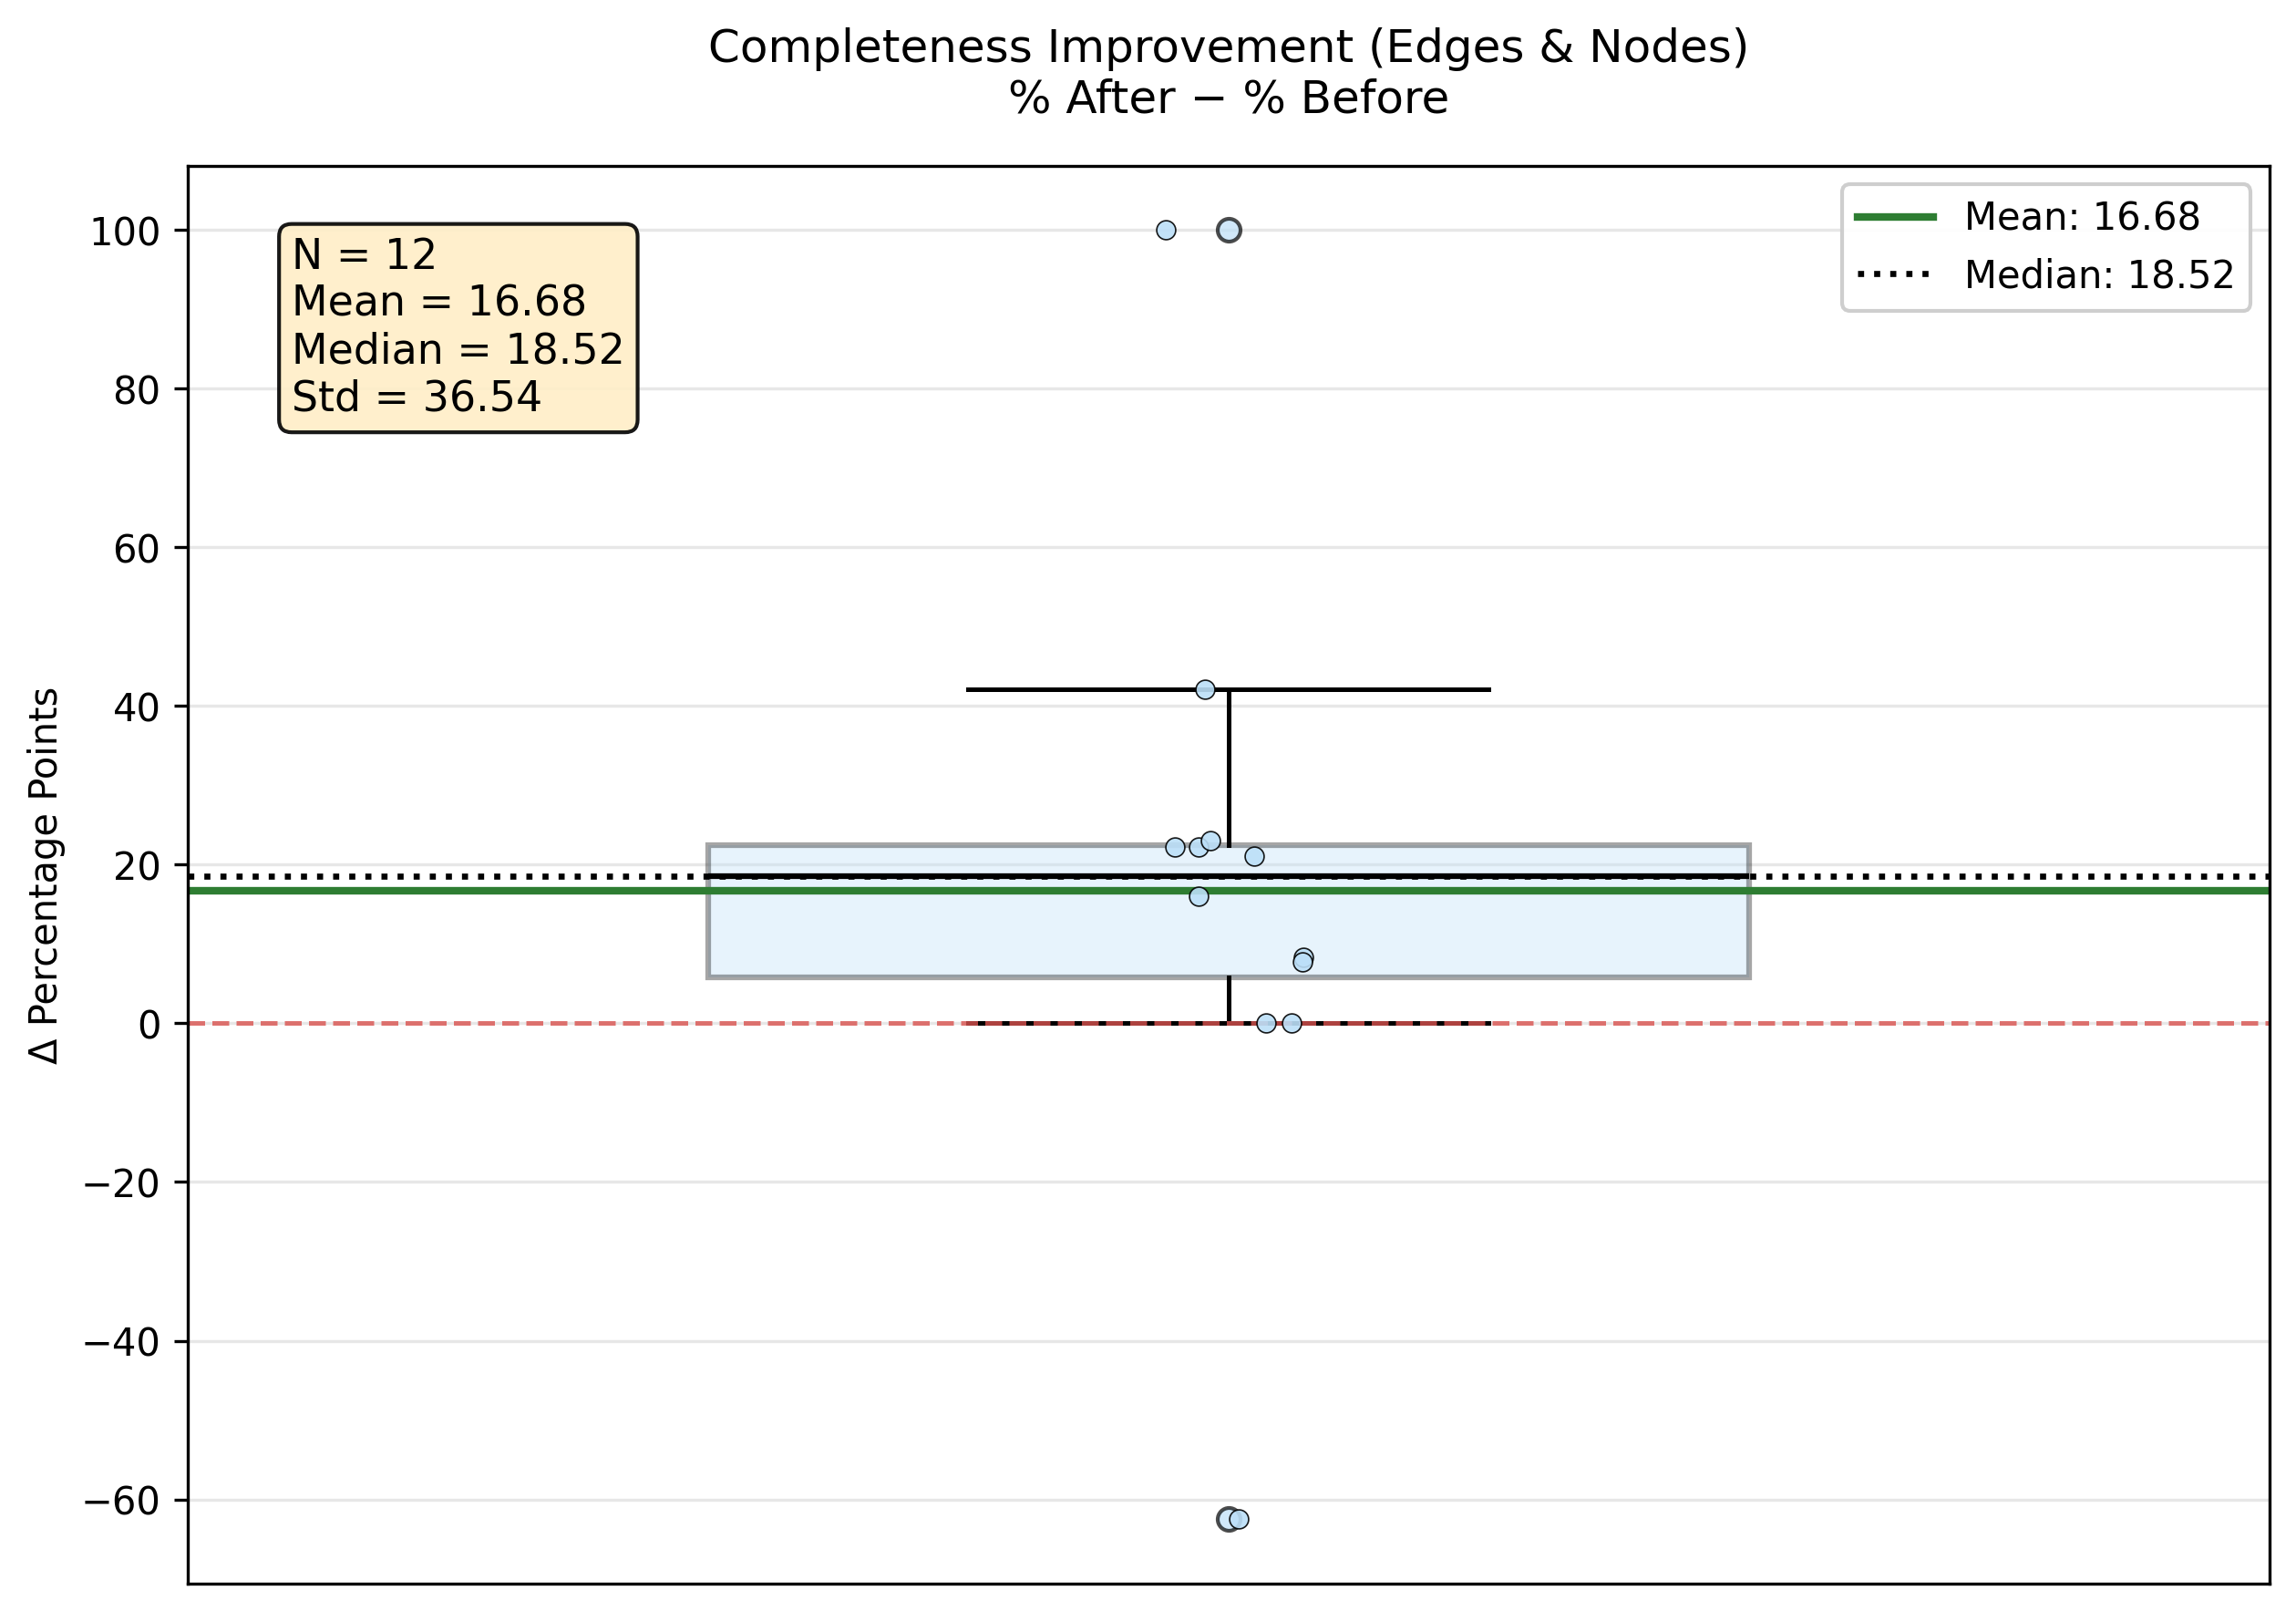 Completeness Improvement (Edges & Nodes)
% After − % Before
N = 12
Mean = 16.68
Median = 18.52
Std = 36.54
Mean: 16.68
Median: 18.52
Δ Percentage Points
100
80
60
40
20
0
−20
−40
−60